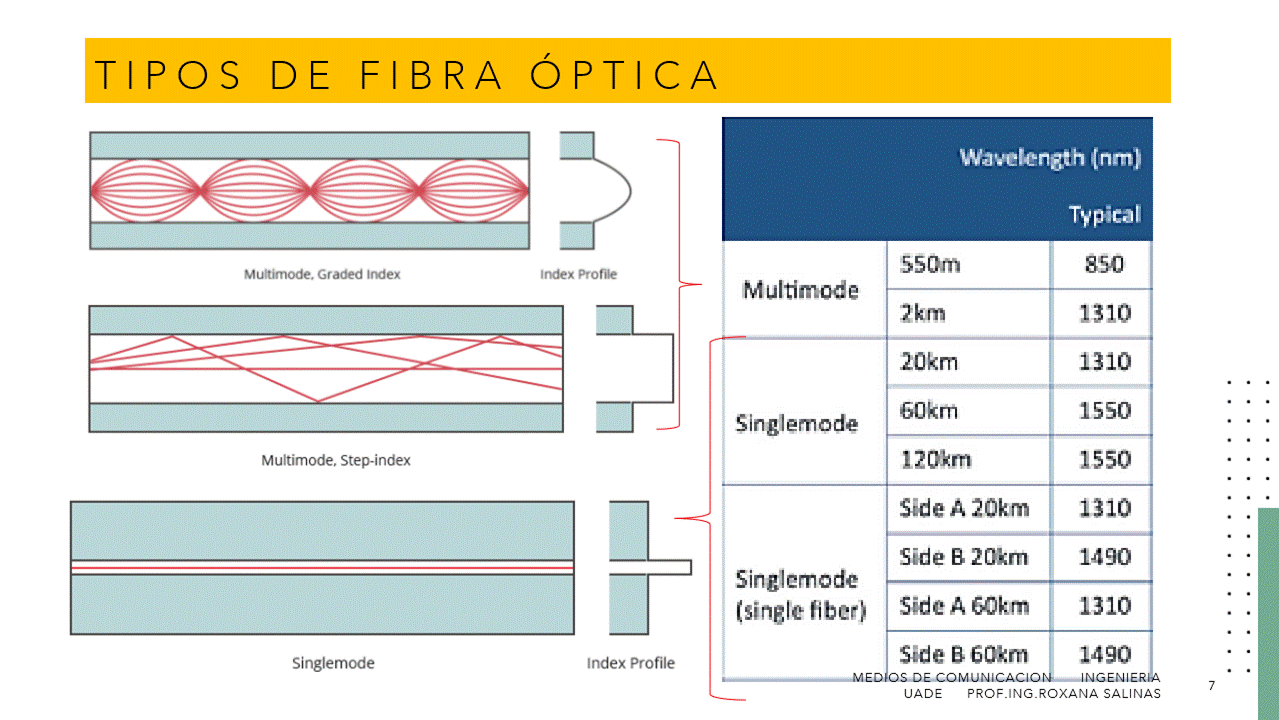 TIPOS DE FIBRA ÓPTICA
Multimode, Graded Index
Index Profile
Multimode, Step-index
Singlemode
Index Profile
Wavelength (nm)
Typical
Multimode
550m 850
2km 1310
Singlemode
20km 1310
60km 1550
120km 1550
Singlemode
(single fiber)
Side A 20km 1310
Side B 20km 1490
Side A 60km 1310
Side B 60km 1490
MEDIOS DE COMUNICACION INGENIERIA
UADE PROF.ING.ROXANA SALINAS
7